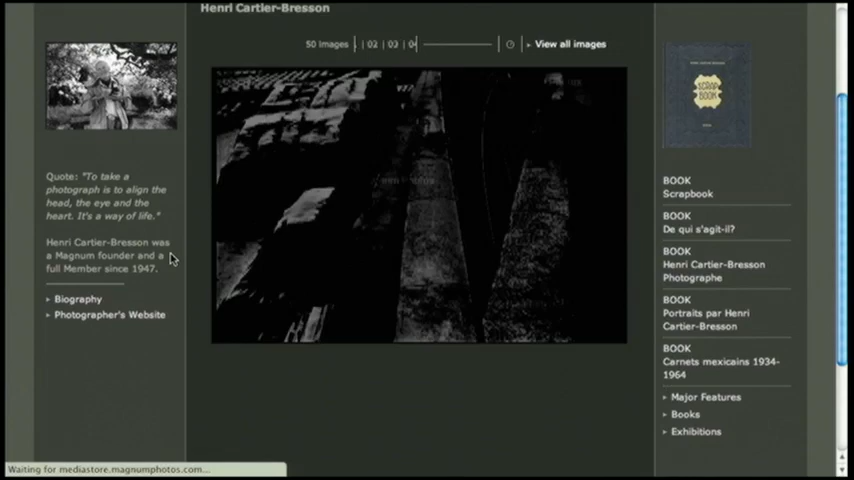 Henri Cartier-Bresson
50 Images | 02 | 03 | 04
View all images
Quote: "To take a
photograph is to align the
head, the eye and the
heart. It's a way of life."
Henri Cartier-Bresson was
a Magnum founder and a
full Member since 1947.
Biography
Photographer's Website
SCRAP
BOOK
BOOK
Scrapbook
BOOK
De qui s'agit-il?
BOOK
Henri Cartier-Bresson
Photographe
BOOK
Portraits par Henri
Cartier-Bresson
BOOK
Carnets mexicains 1934-
1964
Major Features
Books
Exhibitions
Waiting for mediastore.magnumphotos.com...